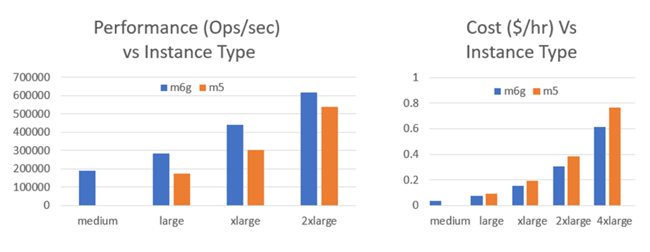 Performance (Ops/sec)
vs Instance Type
700000
600000
500000
400000
300000
200000
100000
0
m6g m5
medium large xlarge 2xlarge
Cost ($/hr) Vs
Instance Type
1
0.8
0.6
0.4
0.2
0
m6g m5
medium large xlarge 2xlarge 4xlarge